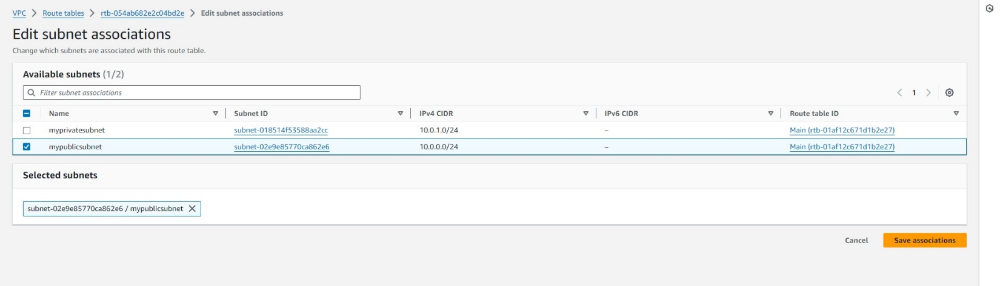 VPC > Route tables > rtb-054ab682e2c04bd2e > Edit subnet associations
Edit subnet associations
Change which subnets are associated with this route table.
Available subnets (1/2)
Filter subnet associations
1
Name Subnet ID IPv4 CIDR IPv6 CIDR Route table ID
myprivatesubnet subnet-018514f53588aa2cc 10.0.1.0/24 – Main (rtb-01af12c671d1b2e27)
mypublicsubnet subnet-02e9e85770ca862e6 10.0.0.0/24 – Main (rtb-01af12c671d1b2e27)
Selected subnets
subnet-02e9e85770ca862e6 / mypublicsubnet
Cancel Save associations